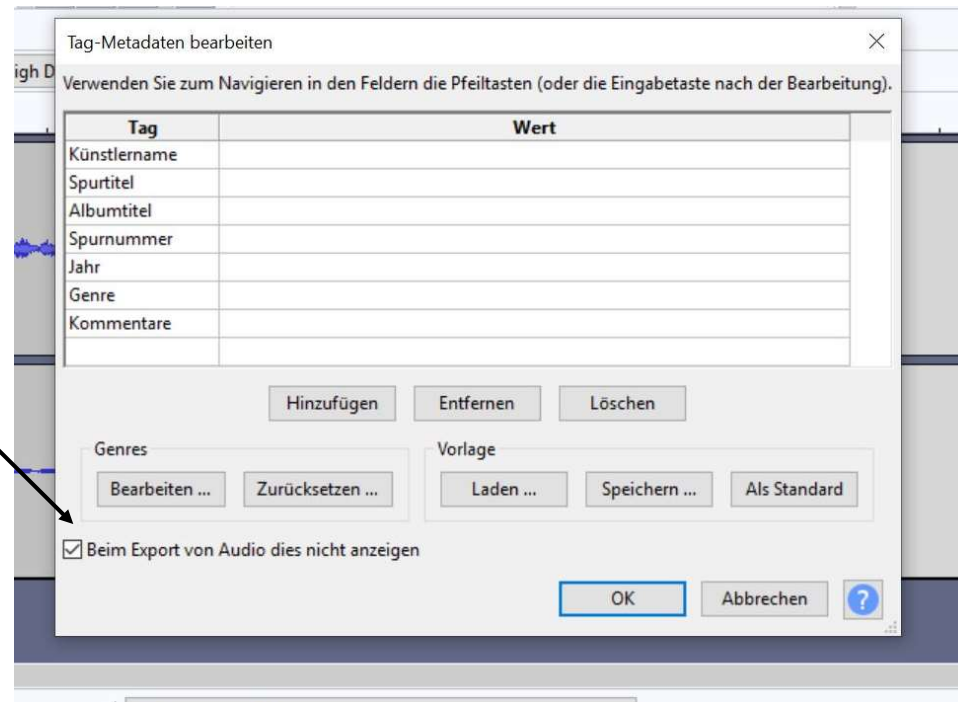 Tag-Metadaten bearbeiten
igh D
Verwenden Sie zum Navigieren in den Feldern die Pfeiltasten (oder die Eingabetaste nach der Bearbeitung).
Tag Wert
Künstlername
Spurtitel
Albumtitel
Spurnummer
Jahr
Genre
Kommentare
Hinzufügen Entfernen Löschen
Genres Vorlage
Bearbeiten ... Zurücksetzen ... Laden ... Speichern ... Als Standard
Beim Export von Audio dies nicht anzeigen
OK Abbrechen ?